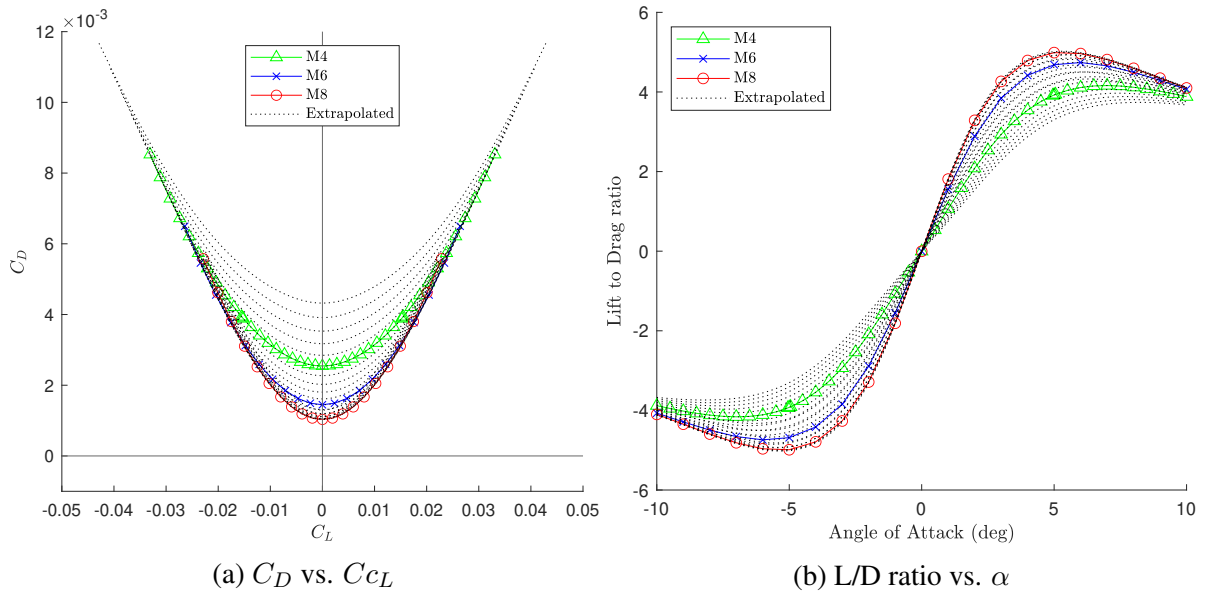 ×10⁻³
12
10
8
6
4
2
0
C_D
-0.05 -0.04 -0.03 -0.02 -0.01 0 0.01 0.02 0.03 0.04 0.05
C_L
M4
M6
M8
Extrapolated
(a) C_D vs. Cc_L
6
4
2
0
-2
-4
-6
Lift to Drag ratio
-10 -5 0 5 10
Angle of Attack (deg)
M4
M6
M8
Extrapolated
(b) L/D ratio vs. α